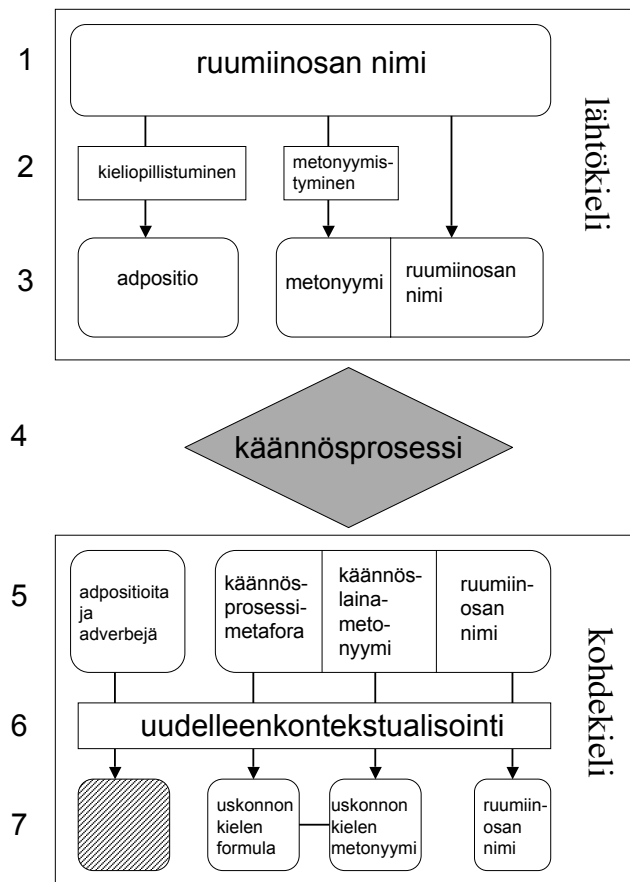 1
ruumiinosan nimi
lähtökieli
2
kieliopillistuminen
metonyymis-
tyminen
3
adpositio
metonyymi
ruumiinosan
nimi
4
käännösprosessi
5
adpositioita
ja
adverbejä
käännös-
prosessi-
metafora
käännös-
laina-
meto-
nyymi
ruumiin-
osan
nimi
kohdekieli
6
uudelleenkontekstualisointi
7
uskonnon
kielen
formula
uskonnon
kielen
metonyymi
ruumiin-
osan
nimi